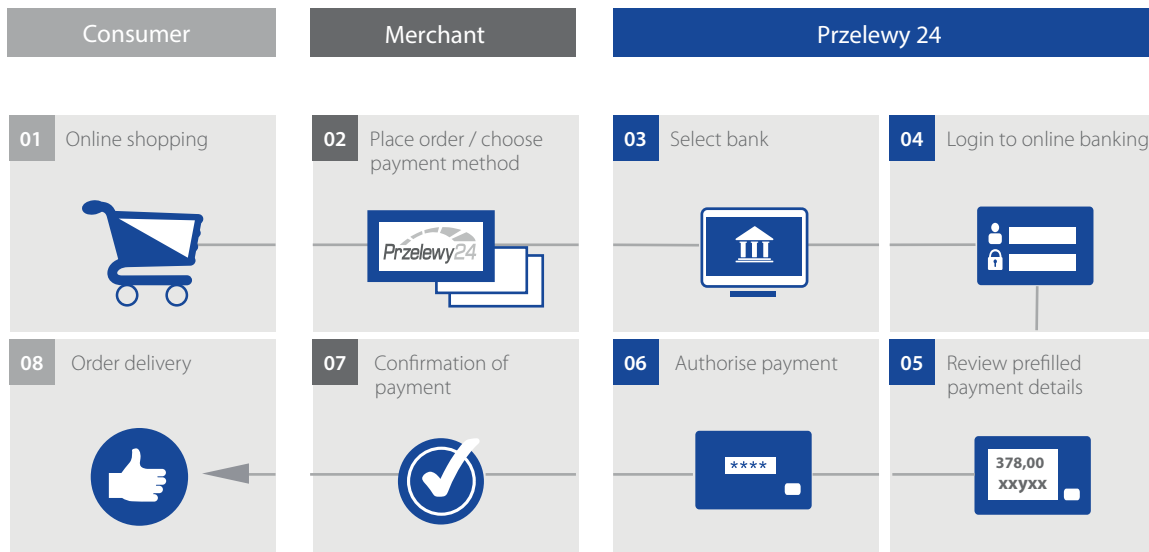 Consumer
Merchant
Przelewy 24
01 Online shopping
02 Place order / choose
payment method
Przelewy24
03 Select bank
04 Login to online banking
08 Order delivery
07 Confirmation of
payment
06 Authorise payment
****
05 Review prefilled
payment details
378,00
xxyxx